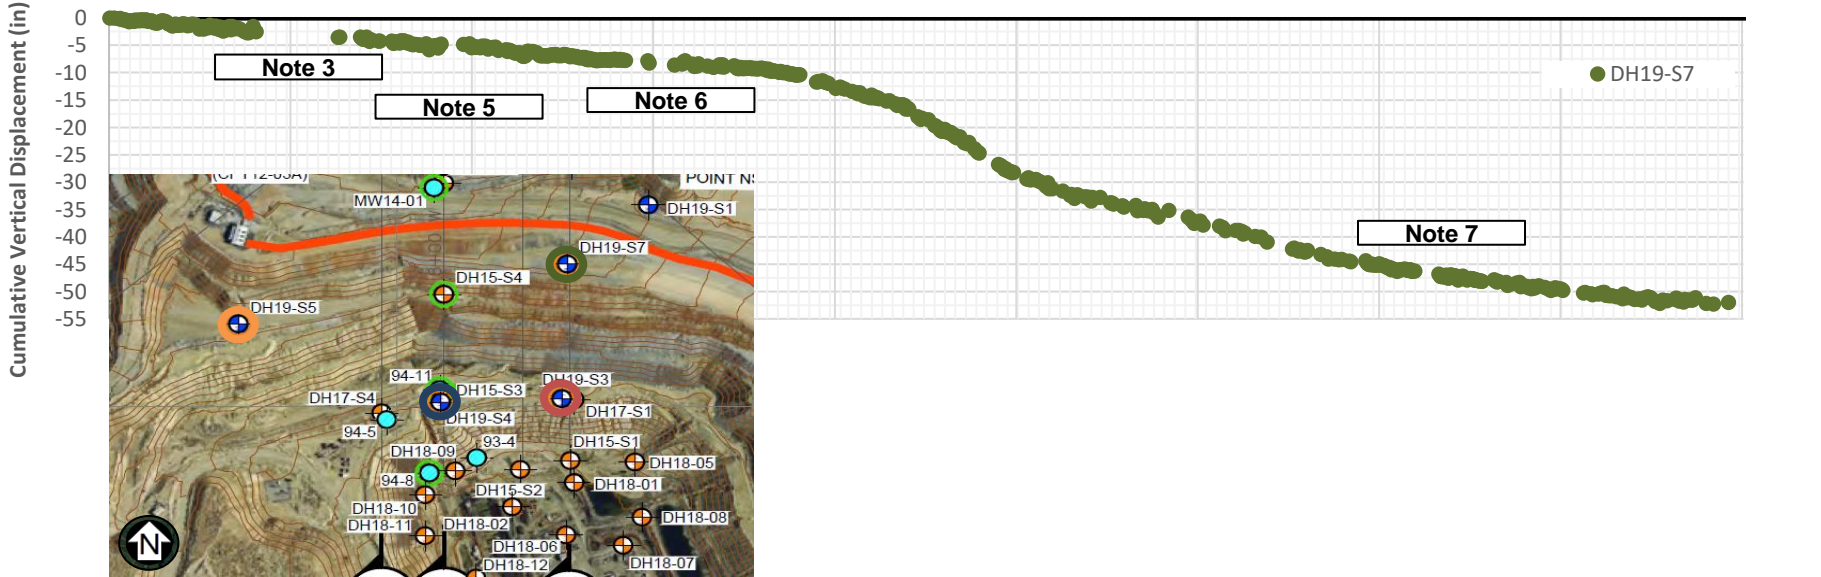 Cumulative Vertical Displacement (in)
0
-5
-10
-15
-20
-25
-30
-35
-40
-45
-50
-55
Note 3
Note 5
Note 6
Note 7
DH19-S7
POINT
MW14-01
DH19-S1
DH19-S7
DH15-S4
DH19-S5
94-11
DH19-S3
DH15-S3
DH17-S4
DH17-S1
DH19-S4
94-5
93-4
DH15-S1
DH18-09
DH18-05
94-8
DH18-01
DH15-S2
DH18-10
DH18-08
DH18-11
DH18-02
DH18-06
DH18-07
DH18-12
N